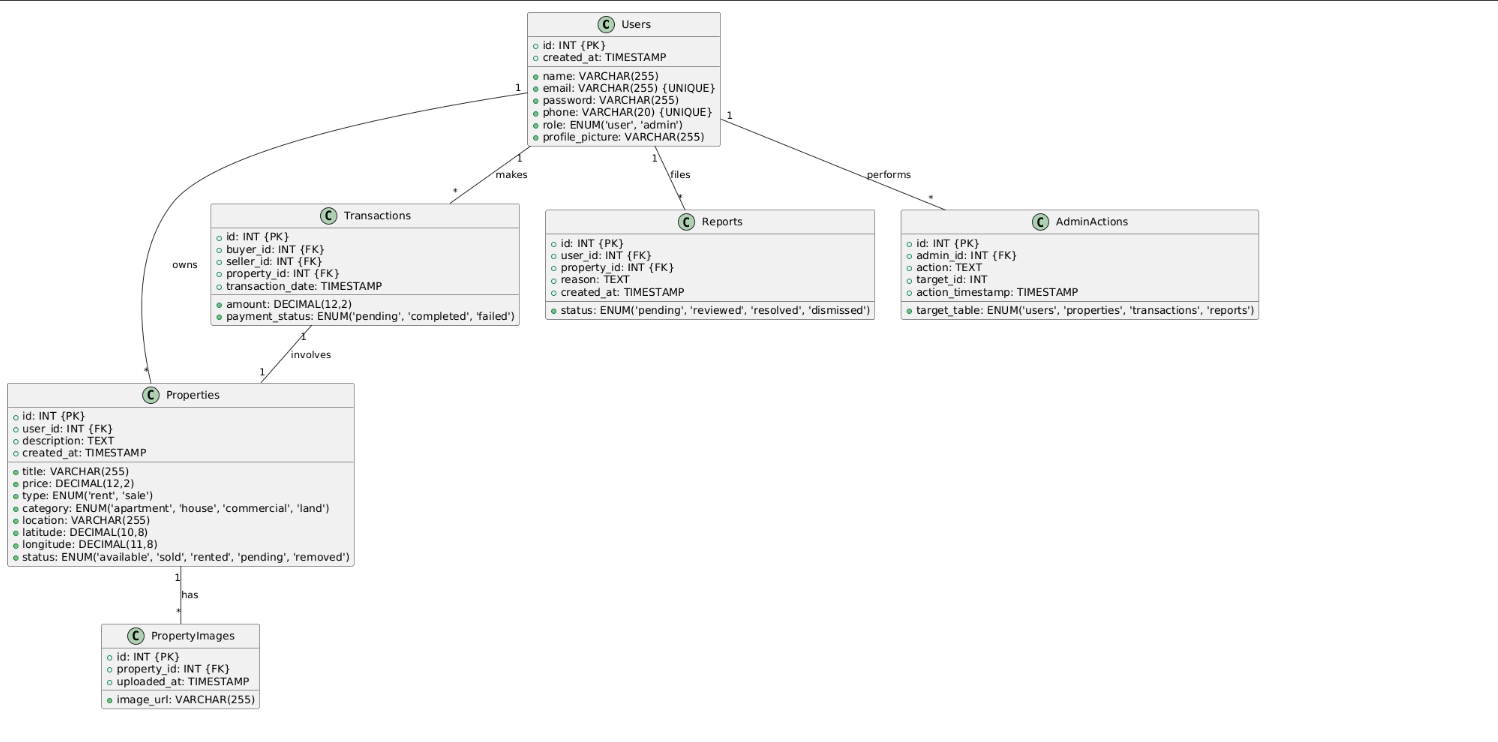 C Users
id: INT {PK}
created_at: TIMESTAMP
name: VARCHAR(255)
email: VARCHAR(255) {UNIQUE}
password: VARCHAR(255)
phone: VARCHAR(20) {UNIQUE}
role: ENUM('user', 'admin')
profile_picture: VARCHAR(255)
1
1
makes
*
1
files
*
1
performs
*
owns
*
C Transactions
id: INT {PK}
buyer_id: INT {FK}
seller_id: INT {FK}
property_id: INT {FK}
transaction_date: TIMESTAMP
amount: DECIMAL(12,2)
payment_status: ENUM('pending', 'completed', 'failed')
C Reports
id: INT {PK}
user_id: INT {FK}
property_id: INT {FK}
reason: TEXT
created_at: TIMESTAMP
status: ENUM('pending', 'reviewed', 'resolved', 'dismissed')
C AdminActions
id: INT {PK}
admin_id: INT {FK}
action: TEXT
target_id: INT
action_timestamp: TIMESTAMP
target_table: ENUM('users', 'properties', 'transactions', 'reports')
1
involves
1
C Properties
id: INT {PK}
user_id: INT {FK}
description: TEXT
created_at: TIMESTAMP
title: VARCHAR(255)
price: DECIMAL(12,2)
type: ENUM('rent', 'sale')
category: ENUM('apartment', 'house', 'commercial', 'land')
location: VARCHAR(255)
latitude: DECIMAL(10,8)
longitude: DECIMAL(11,8)
status: ENUM('available', 'sold', 'rented', 'pending', 'removed')
1
has
*
C PropertyImages
id: INT {PK}
property_id: INT {FK}
uploaded_at: TIMESTAMP
image_url: VARCHAR(255)